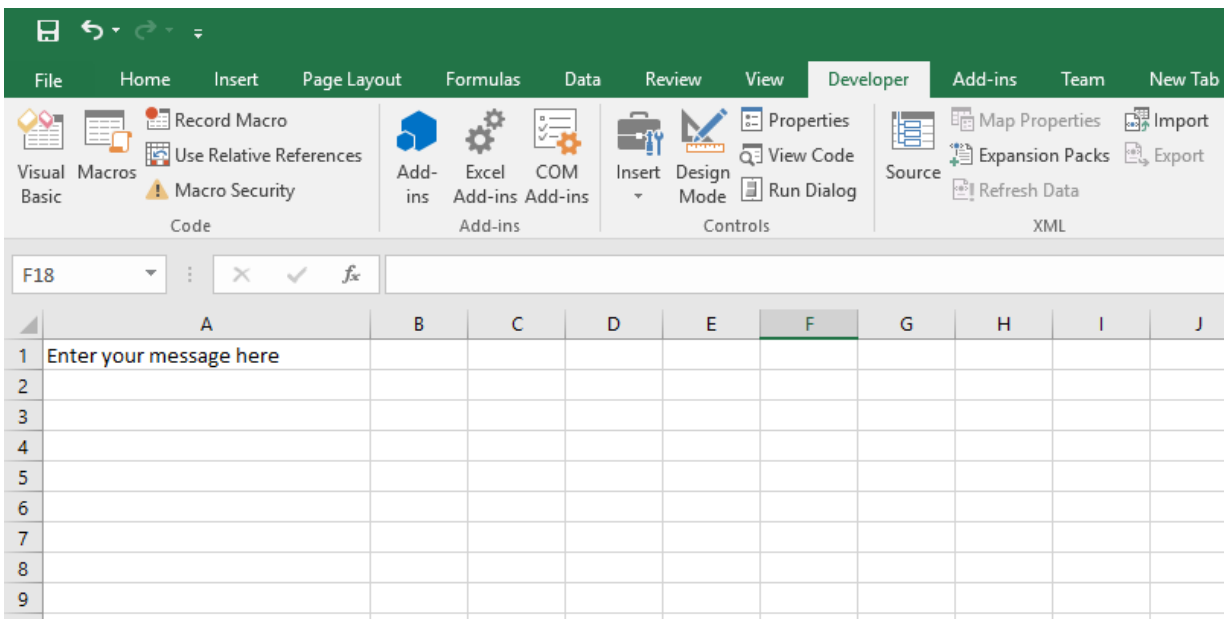 File Home Insert Page Layout Formulas Data Review View Developer Add-ins Team New Tab
Visual Basic
Macros
Record Macro
Use Relative References
Macro Security
Code
Add-ins
Excel Add-ins
COM Add-ins
Add-ins
Insert
Design Mode
Properties
View Code
Run Dialog
Controls
Source
Map Properties
Expansion Packs
Refresh Data
Import
Export
XML
F18 fx
A B C D E F G H I J
1 Enter your message here
2
3
4
5
6
7
8
9